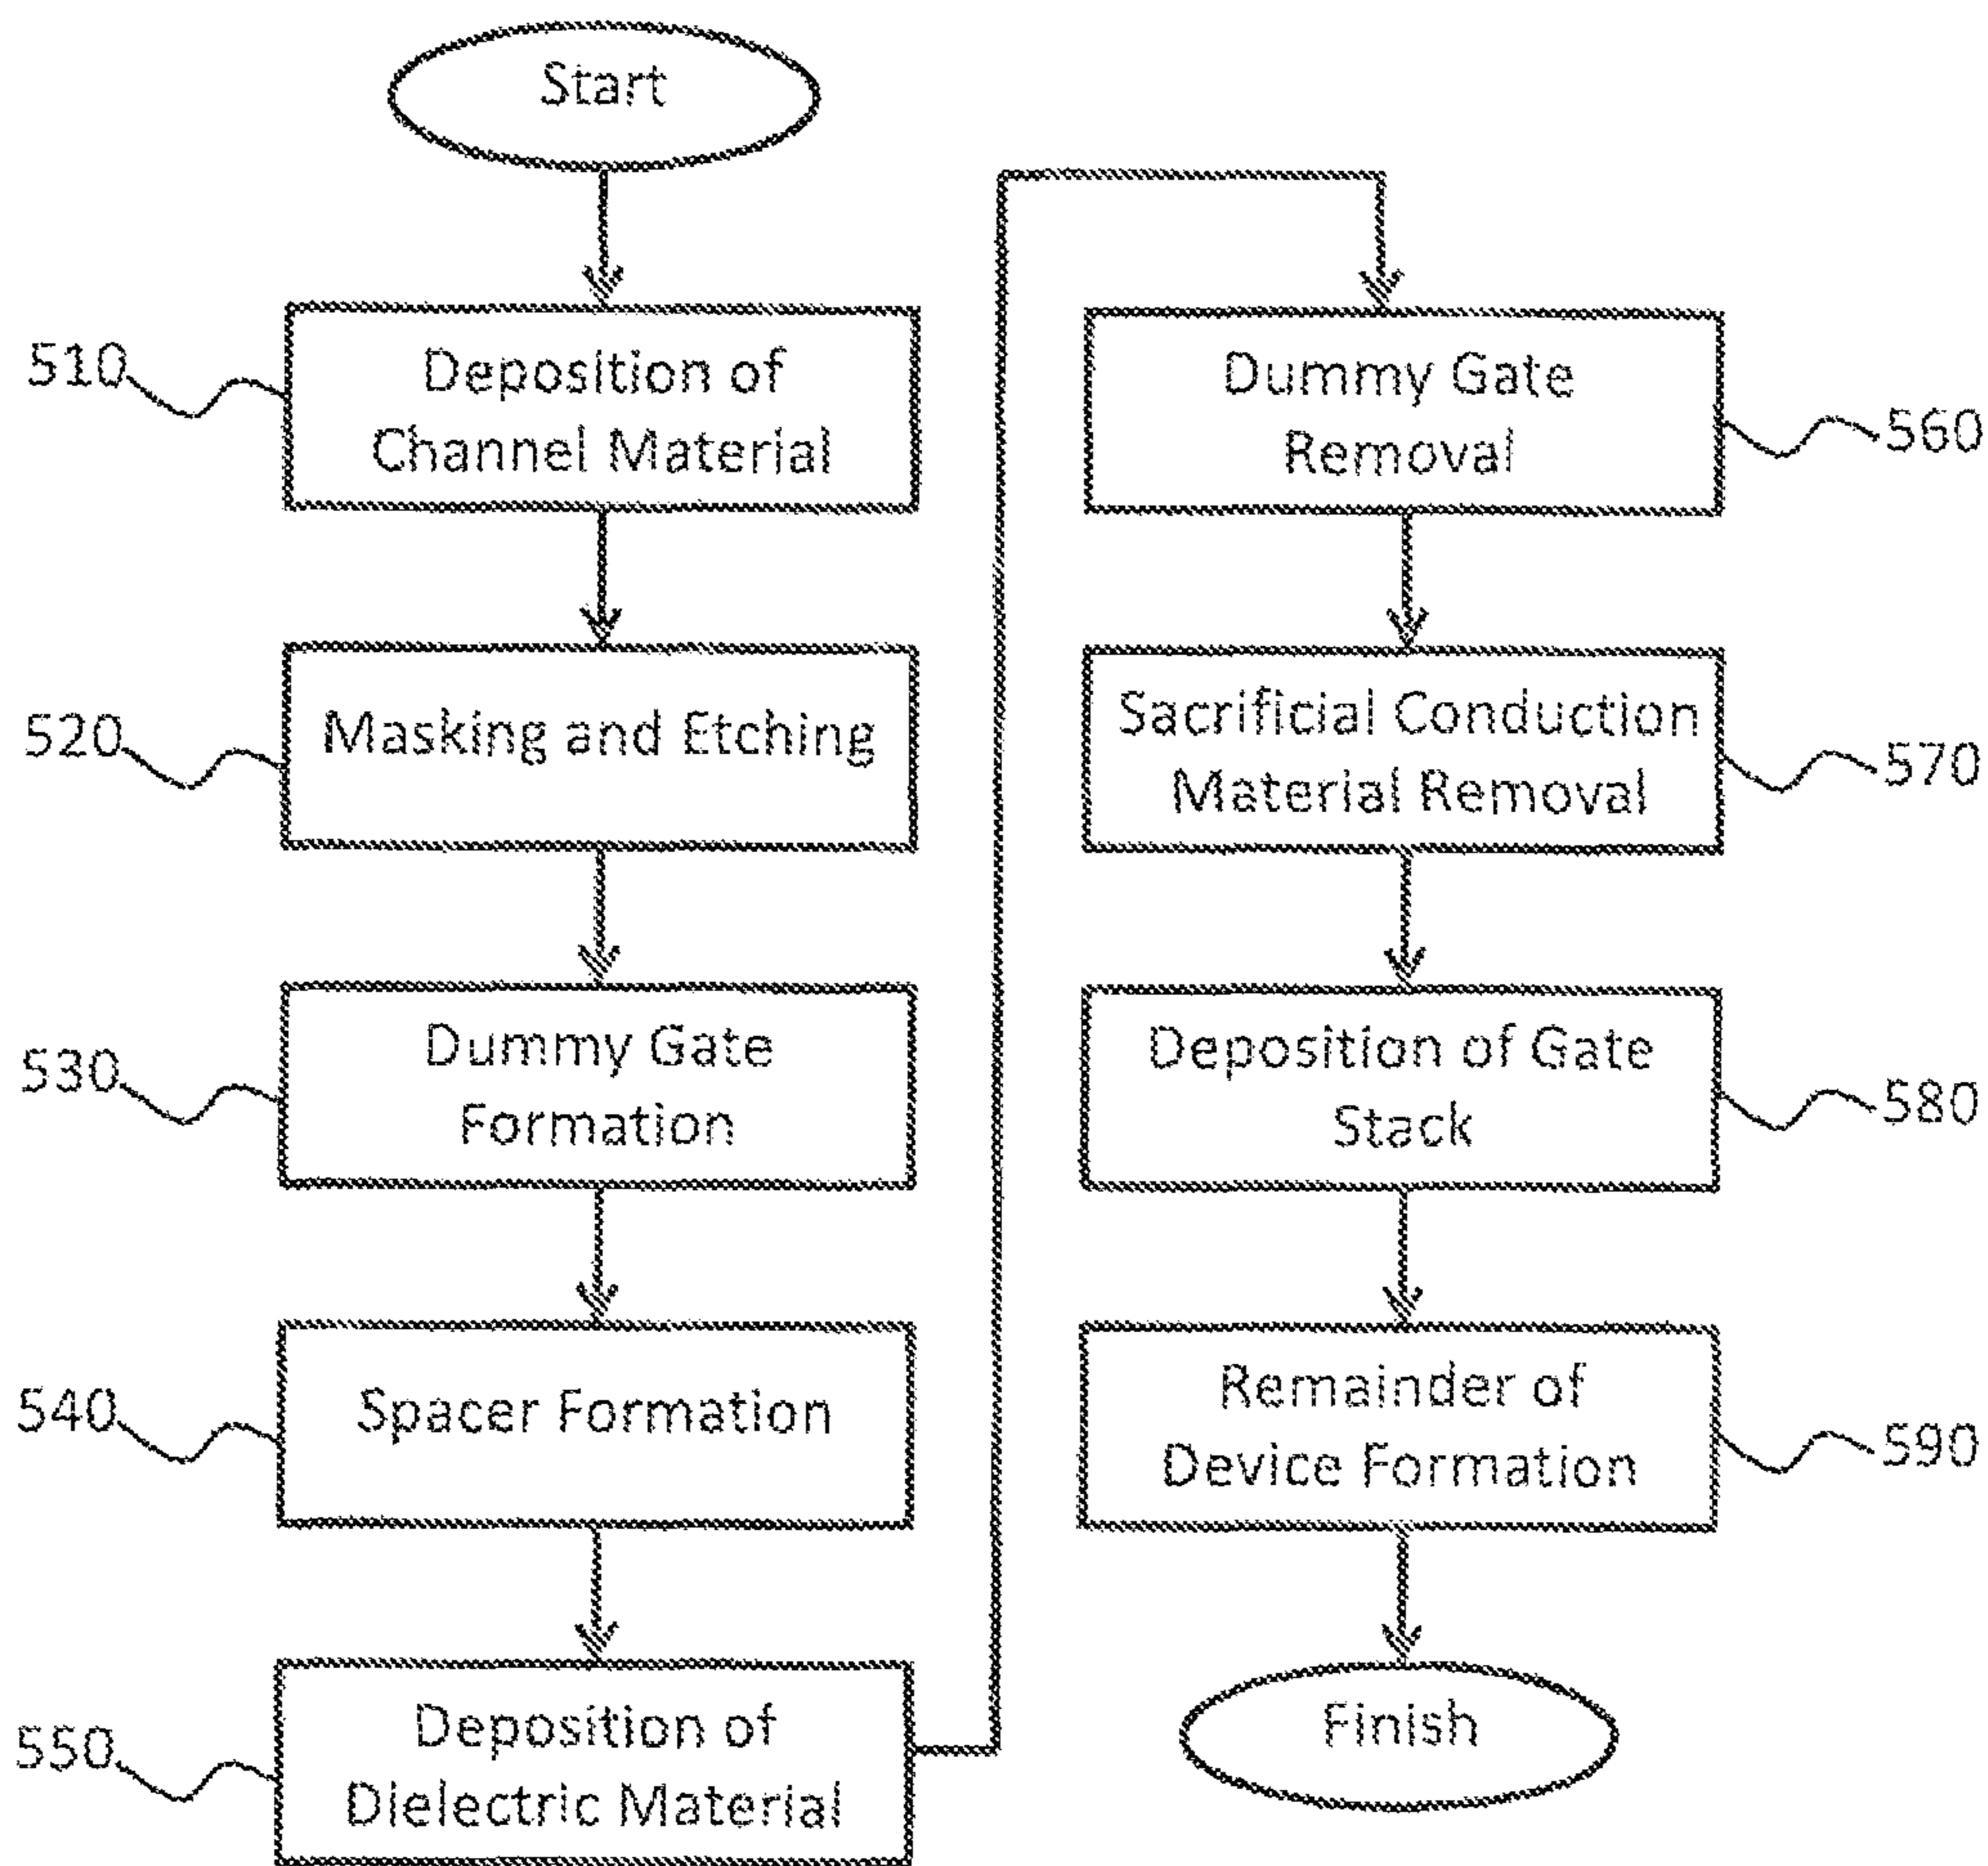 Start
510
Deposition of
Channel Material
520
Masking and Etching
530
Dummy Gate
Formation
540
Spacer Formation
550
Deposition of
Dielectric Material
Dummy Gate
Removal
560
Sacrificial Conduction
Material Removal
570
Deposition of Gate
Stack
580
Remainder of
Device Formation
590
Finish